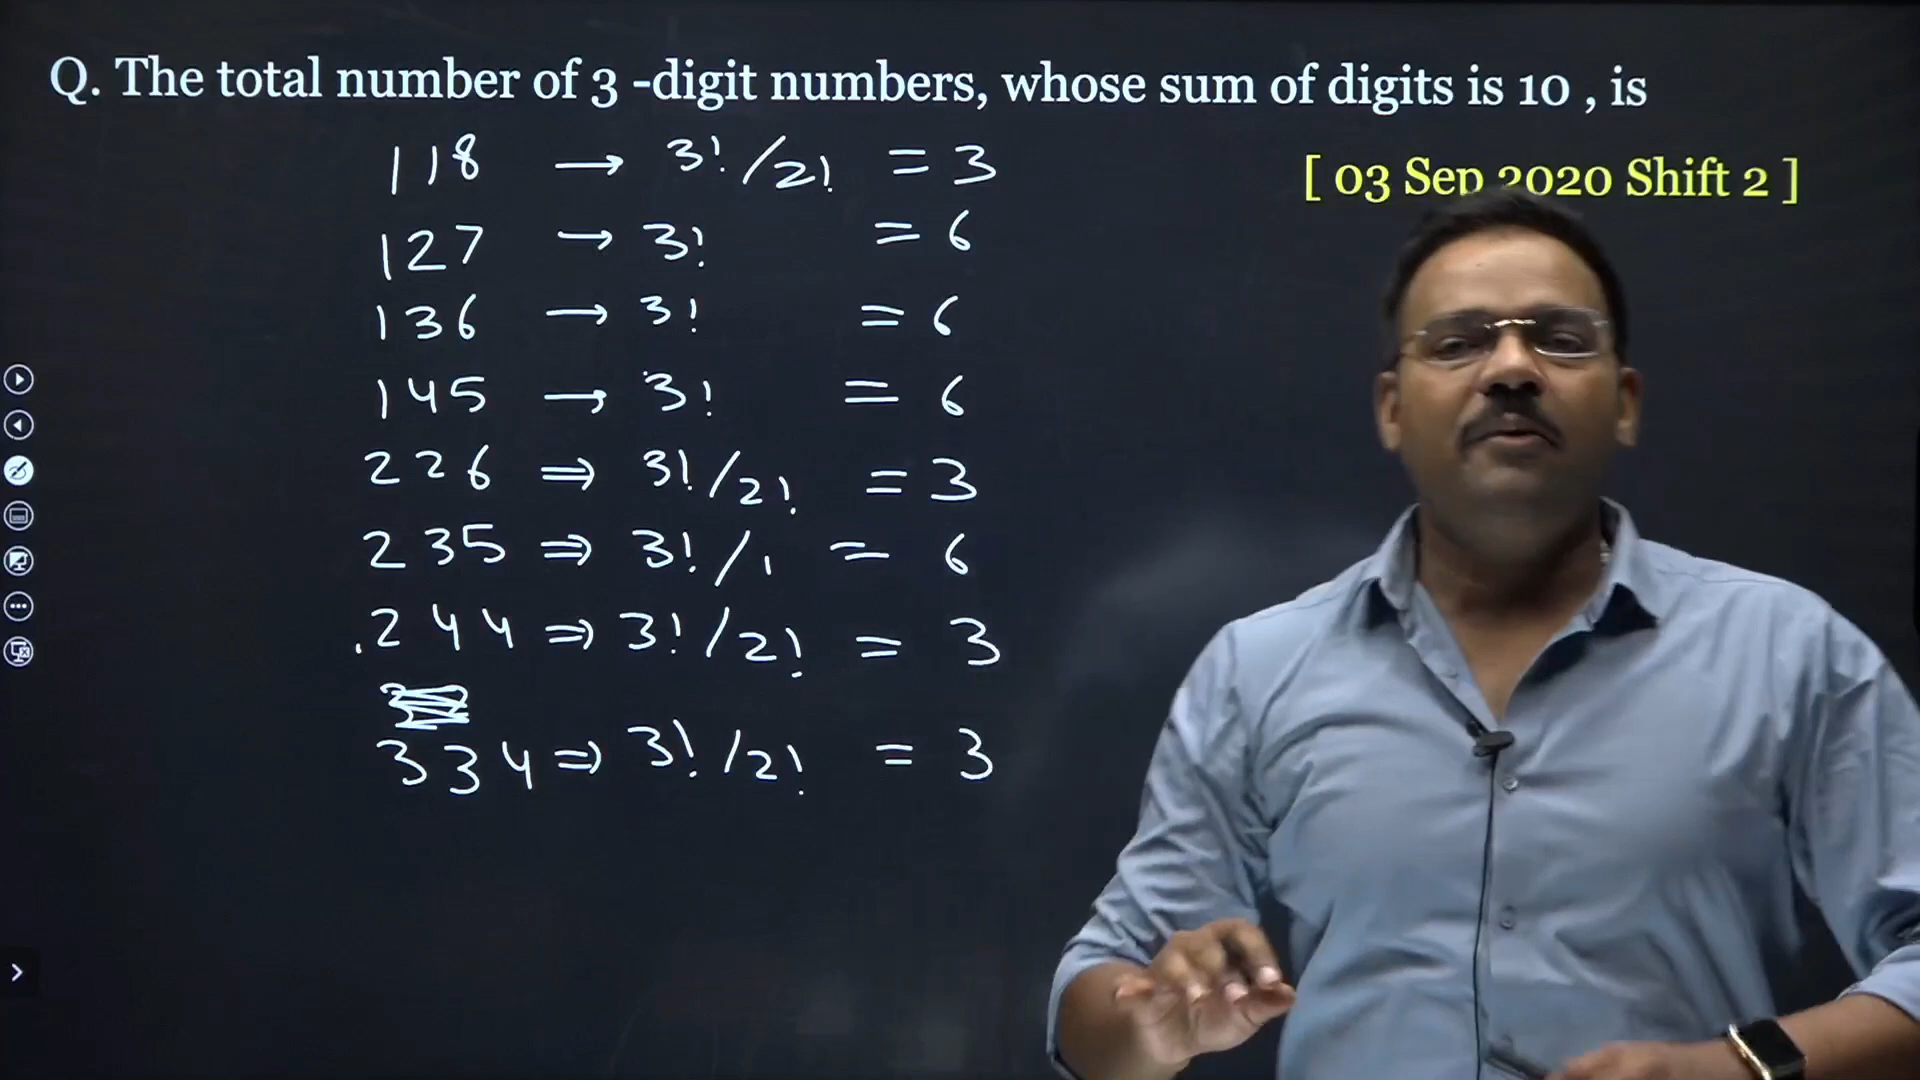 Q. The total number of 3 -digit numbers, whose sum of digits is 10 , is
[ 03 Sep 2020 Shift 2 ]
118 → 3!/2! = 3
127 → 3! = 6
136 → 3! = 6
145 → 3! = 6
226 ⇒ 3!/2! = 3
235 ⇒ 3!/1 = 6
.244 ⇒ 3!/2! = 3
334 ⇒ 3!/2! = 3